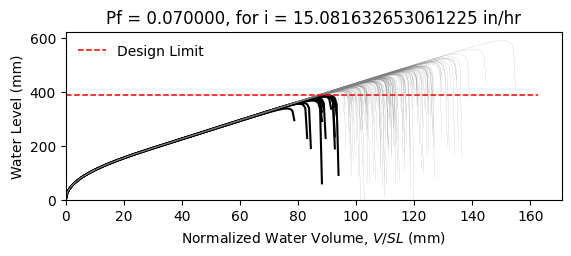 Pf = 0.070000, for i = 15.081632653061225 in/hr
Design Limit
Water Level (mm)
600
400
200
0
0 20 40 60 80 100 120 140 160
Normalized Water Volume, V/SL (mm)